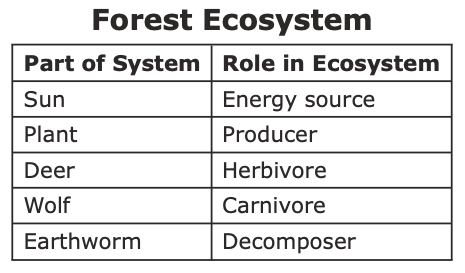 Forest Ecosystem
Part of System Role in Ecosystem
Sun Energy source
Plant Producer
Deer Herbivore
Wolf Carnivore
Earthworm Decomposer